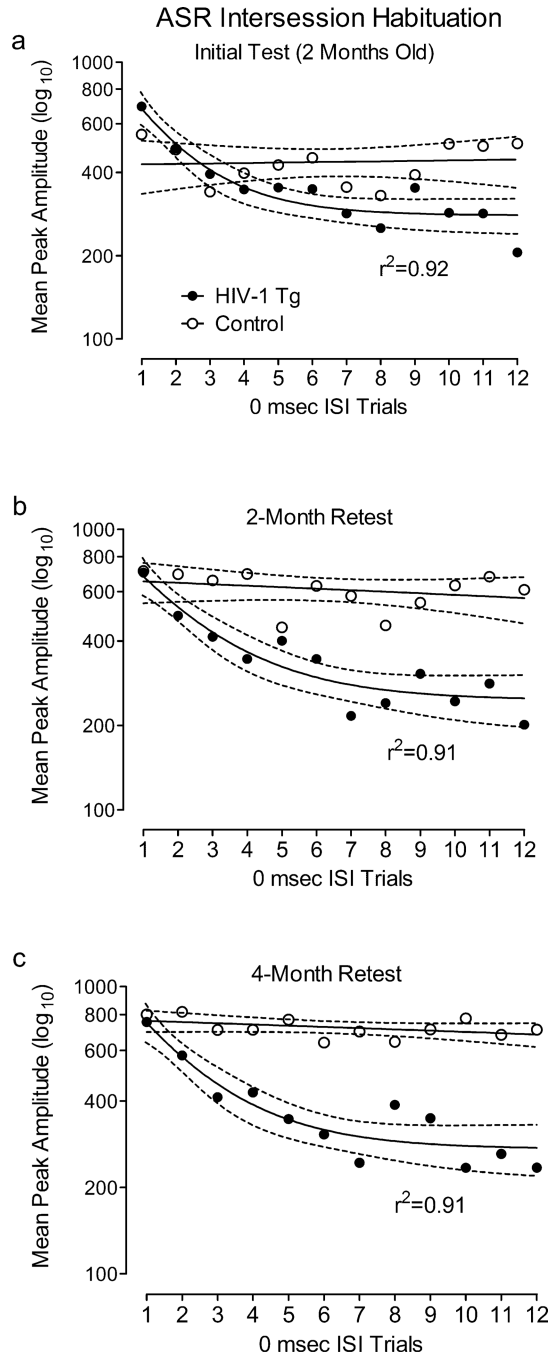 ASR Intersession Habituation
a
Initial Test (2 Months Old)
Mean Peak Amplitude (log10)
1000
800
600
400
200
100
r2=0.92
HIV-1 Tg
Control
1 2 3 4 5 6 7 8 9 10 11 12
0 msec ISI Trials
b
2-Month Retest
Mean Peak Amplitude (log10)
1000
800
600
400
200
100
r2=0.91
1 2 3 4 5 6 7 8 9 10 11 12
0 msec ISI Trials
c
4-Month Retest
Mean Peak Amplitude (log10)
1000
800
600
400
200
100
r2=0.91
1 2 3 4 5 6 7 8 9 10 11 12
0 msec ISI Trials